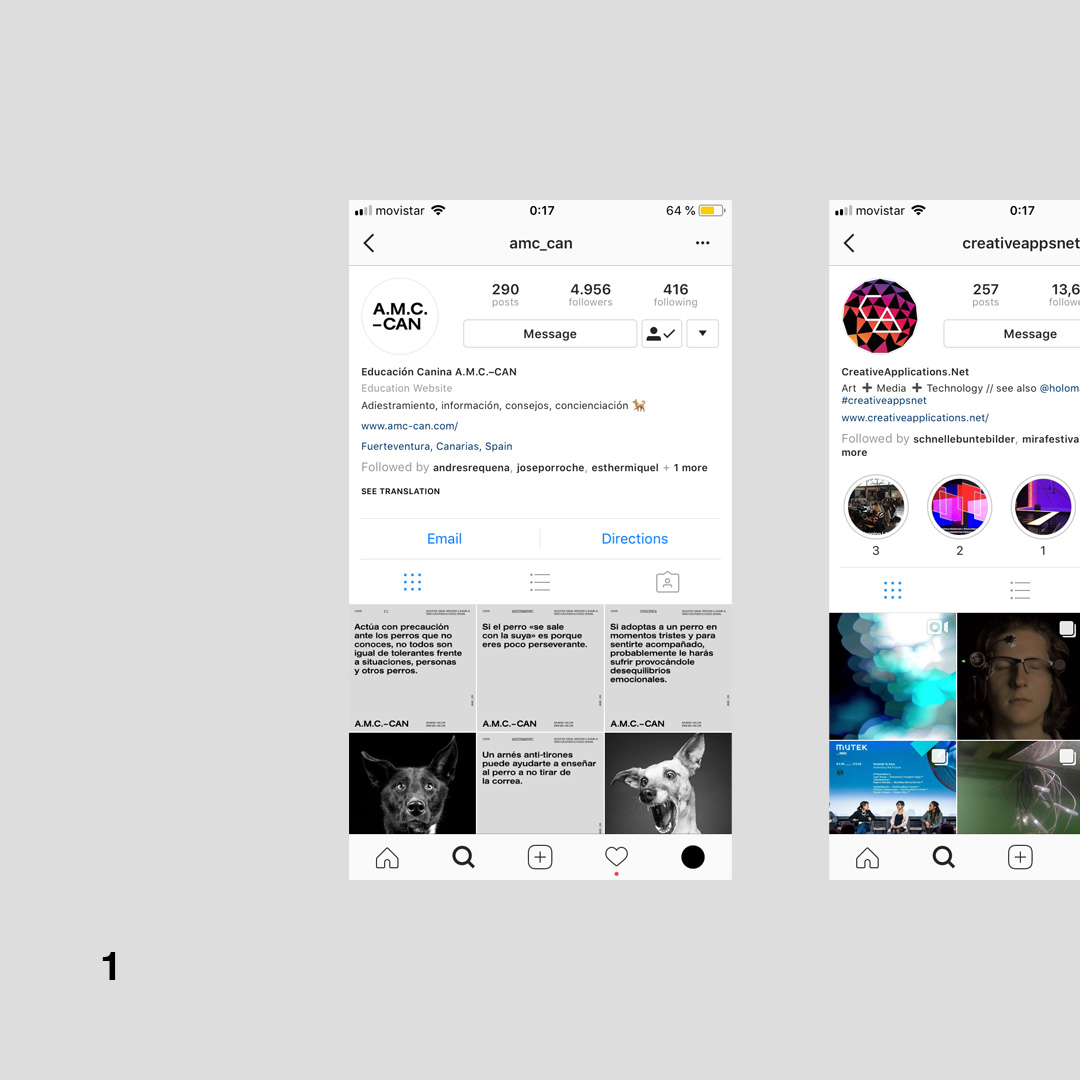 movistar 0:17 64 %
amc_can
A.M.C.
–CAN
290 4.956 416
posts followers following
Message
Educación Canina A.M.C.–CAN
Education Website
Adiestramiento, información, consejos, concienciación 🐕
www.amc-can.com/
Fuerteventura, Canarias, Spain
Followed by andresrequena, joseporroche, esthermiquel + 1 more
SEE TRANSLATION
Email Directions
Actúa con precaución
ante los perros que no
conoces, no todos son
igual de tolerantes frente
a situaciones, personas
y otros perros.
A.M.C.–CAN
Si el perro «se sale
con la suya» es porque
eres poco perseverante.
A.M.C.–CAN
Si adoptas a un perro en
momentos tristes y para
sentirte acompañado,
probablemente le harás
sufrir provocándole
desequilibrios
emocionales.
A.M.C.–CAN
Un arnés anti-tirones
puede ayudarte a enseñar
al perro a no tirar de
la correa.
movistar 0:17
creativeappsnet
CA
257 13,6
posts followe
Message
CreativeApplications.Net
Art ➕ Media ➕ Technology // see also @holom
#creativeappsnet
www.creativeapplications.net/
Followed by schnellebuntebilder, mirafestiva
more
3 2 1
MUTEK
1